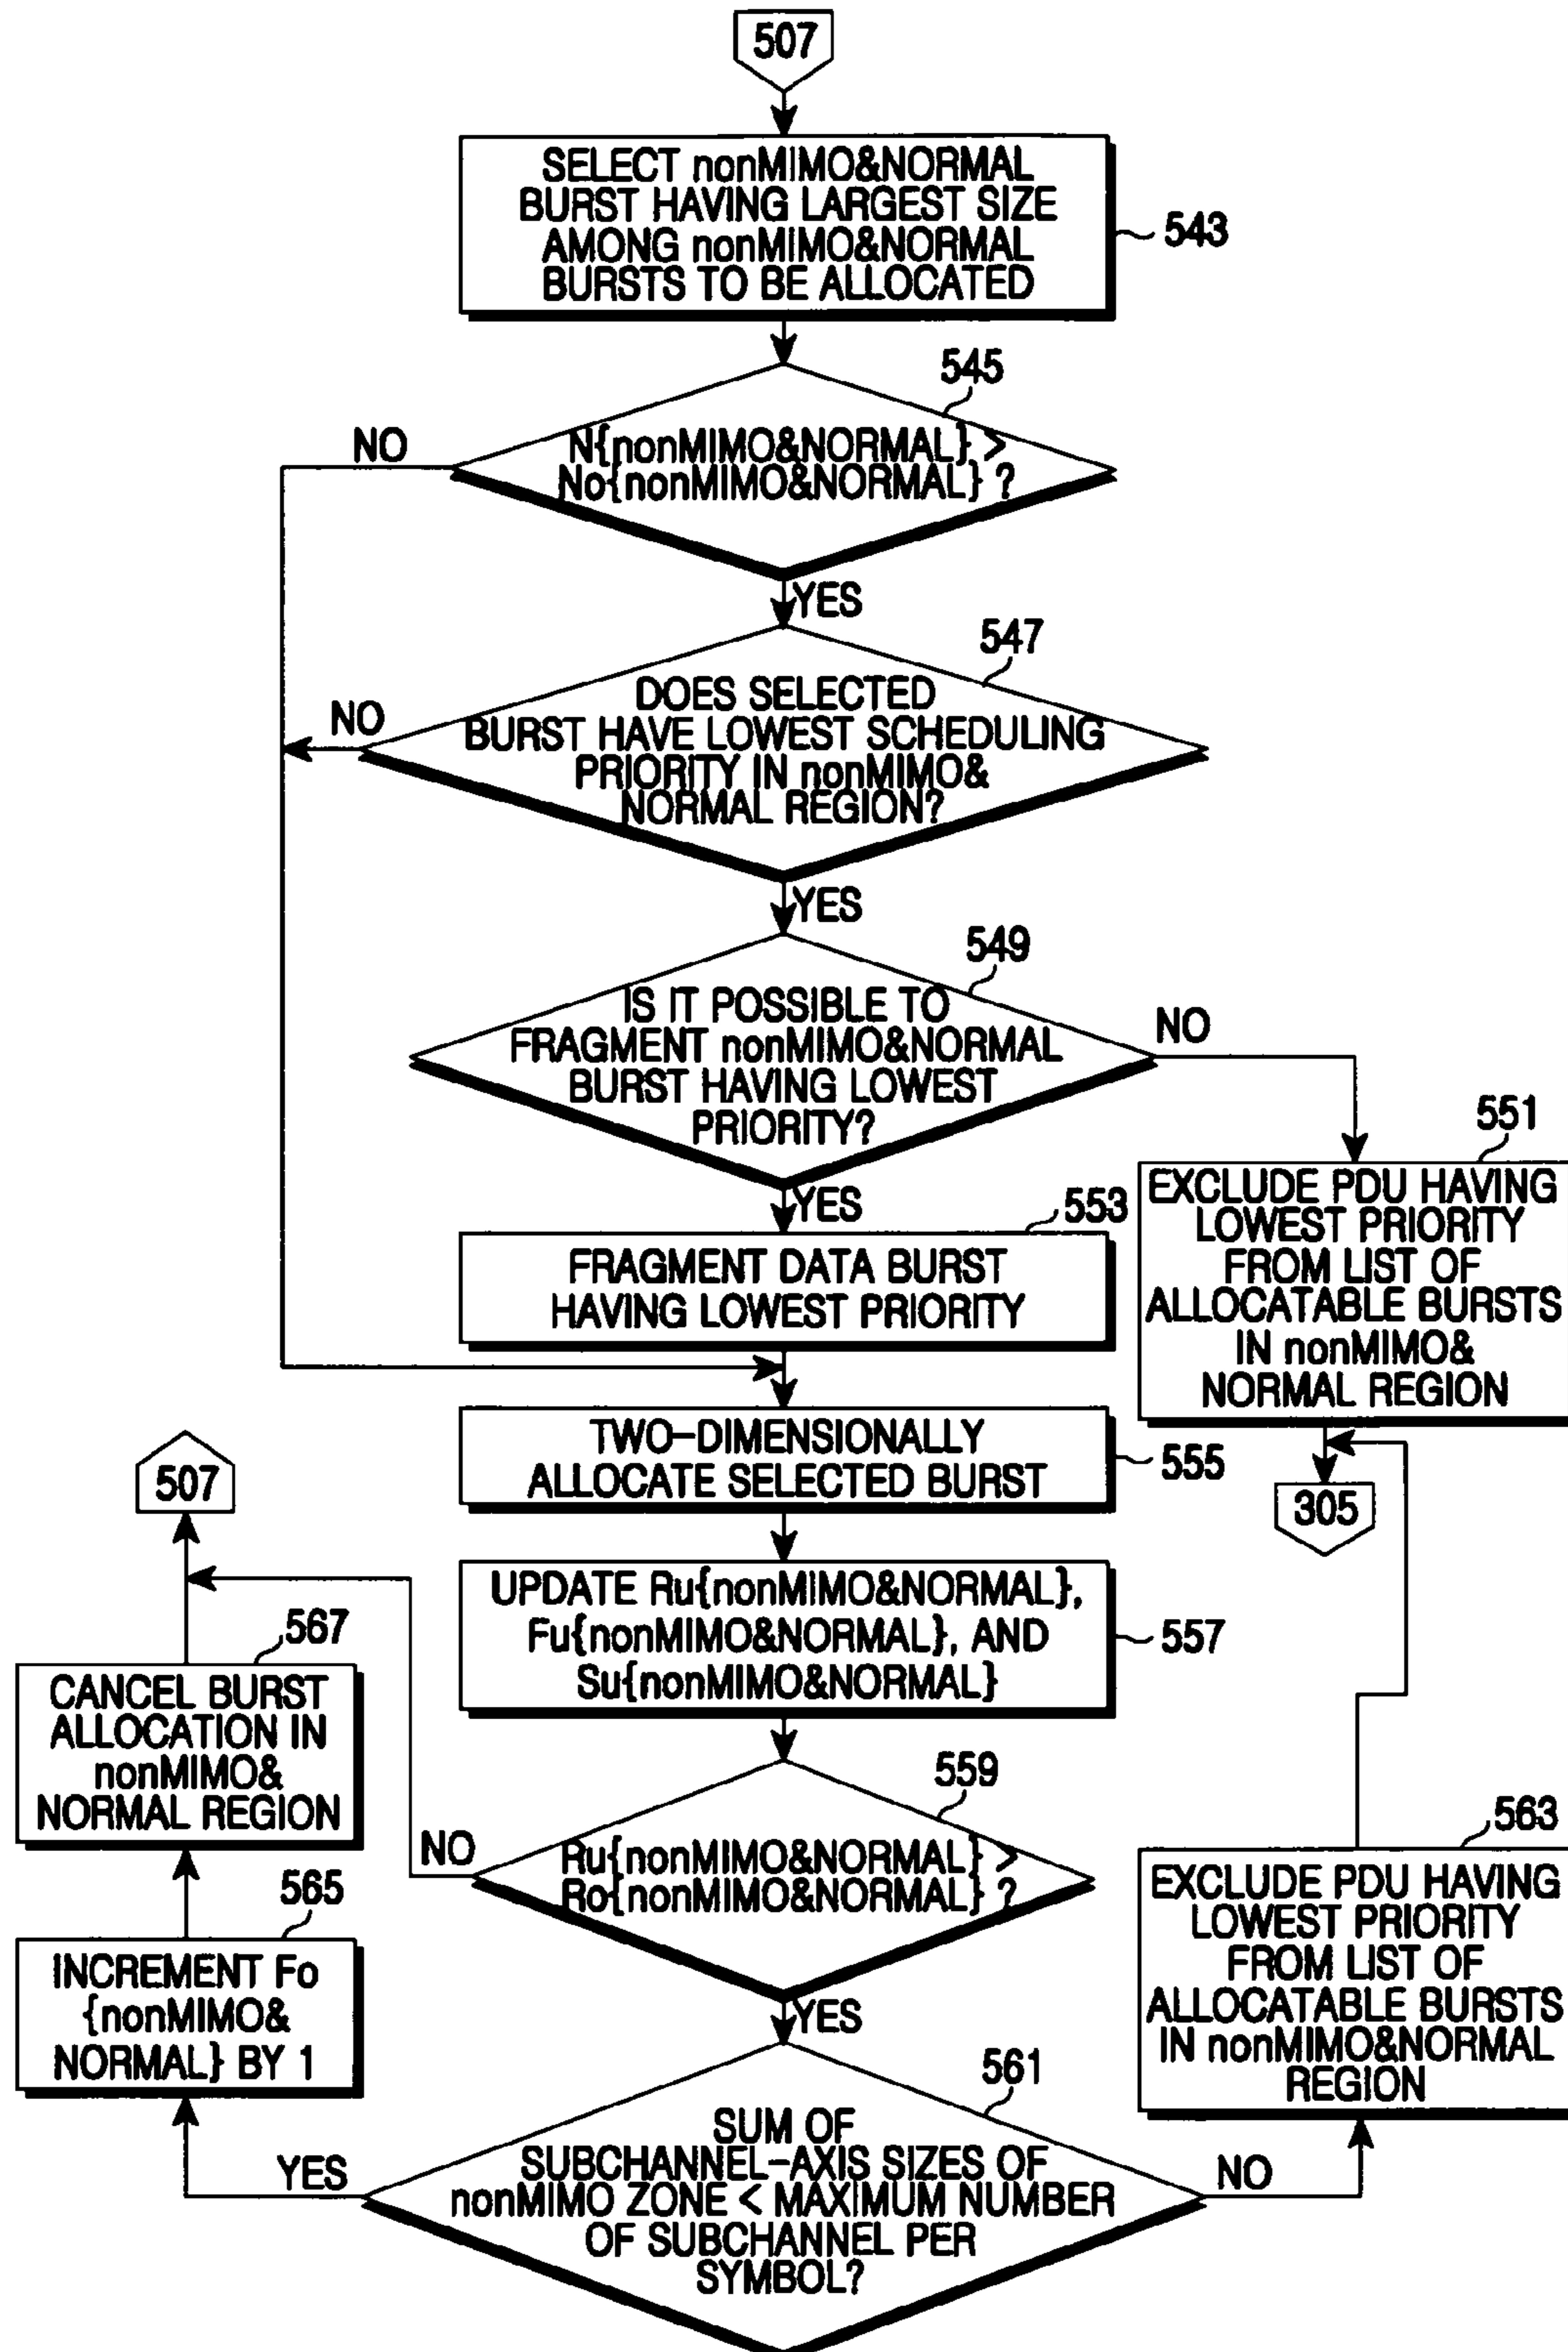 507
SELECT nonMIMO&NORMAL
BURST HAVING LARGEST SIZE
AMONG nonMIMO&NORMAL
BURSTS TO BE ALLOCATED
543
545
N{nonMIMO&NORMAL} >
No{nonMIMO&NORMAL} ?
NO
YES
547
DOES SELECTED
BURST HAVE LOWEST SCHEDULING
PRIORITY IN nonMIMO&
NORMAL REGION?
NO
YES
549
IS IT POSSIBLE TO
FRAGMENT nonMIMO&NORMAL
BURST HAVING LOWEST
PRIORITY?
NO
YES
551
EXCLUDE PDU HAVING
LOWEST PRIORITY
FROM LIST OF
ALLOCATABLE BURSTS
IN nonMIMO&
NORMAL REGION
305
553
FRAGMENT DATA BURST
HAVING LOWEST PRIORITY
TWO-DIMENSIONALLY
ALLOCATE SELECTED BURST
555
UPDATE Ru{nonMIMO&NORMAL},
Fu{nonMIMO&NORMAL}, AND
Su{nonMIMO&NORMAL}
557
559
Ru{nonMIMO&NORMAL} >
Ro{nonMIMO&NORMAL} ?
NO
YES
561
SUM OF
SUBCHANNEL-AXIS SIZES OF
nonMIMO ZONE < MAXIMUM NUMBER
OF SUBCHANNEL PER
SYMBOL?
YES
NO
563
EXCLUDE PDU HAVING
LOWEST PRIORITY
FROM LIST OF
ALLOCATABLE BURSTS
IN nonMIMO&NORMAL
REGION
565
INCREMENT Fo
{nonMIMO&
NORMAL} BY 1
567
CANCEL BURST
ALLOCATION IN
nonMIMO&
NORMAL REGION
507